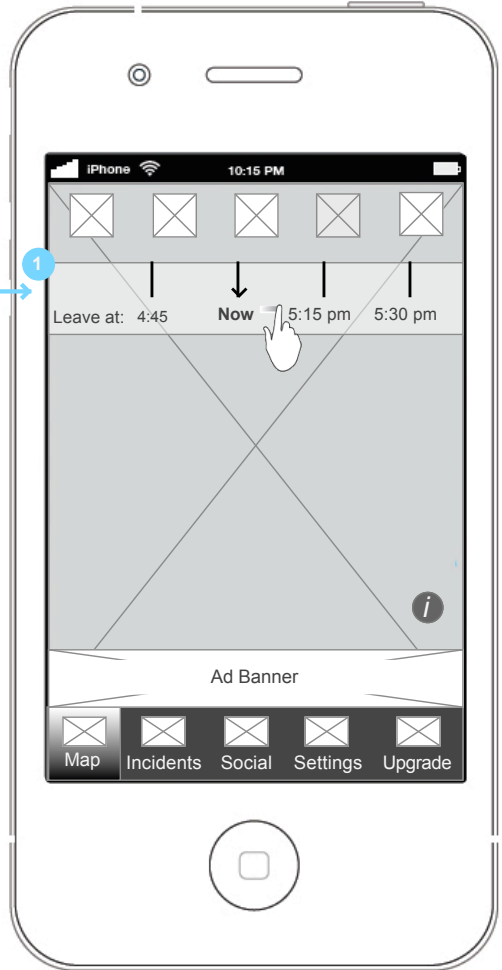 iPhone 10:15 PM
1
Leave at: 4:45 Now 5:15 pm 5:30 pm
i
Ad Banner
Map Incidents Social Settings Upgrade